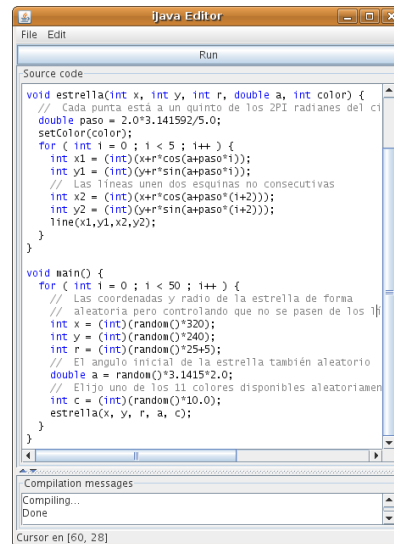 iJava Editor
File Edit
Run
Source code
void estrella(int x, int y, int r, double a, int color) {
// Cada punta está a un quinto de los 2PI radianes del ci
double paso = 2.0*3.141592/5.0;
setColor(color);
for ( int i = 0 ; i < 5 ; i++ ) {
int x1 = (int)(x+r*cos(a+paso*i));
int y1 = (int)(y+r*sin(a+paso*i));
// Las líneas unen dos esquinas no consecutivas
int x2 = (int)(x+r*cos(a+paso*(i+2)));
int y2 = (int)(y+r*sin(a+paso*(i+2)));
line(x1,y1,x2,y2);
}
}
void main() {
for ( int i = 0 ; i < 50 ; i++ ) {
// Las coordenadas y radio de la estrella de forma
// aleatoria pero controlando que no se pasen de los lí
int x = (int)(random()*320);
int y = (int)(random()*240);
int r = (int)(random()*25+5);
// El angulo inicial de la estrella también aleatorio
double a = random()*3.1415*2.0;
// Elijo uno de los 11 colores disponibles aleatoriamen
int c = (int)(random()*10.0);
estrella(x, y, r, a, c);
}
}
Compilation messages
Compiling...
Done
Cursor en [60, 28]